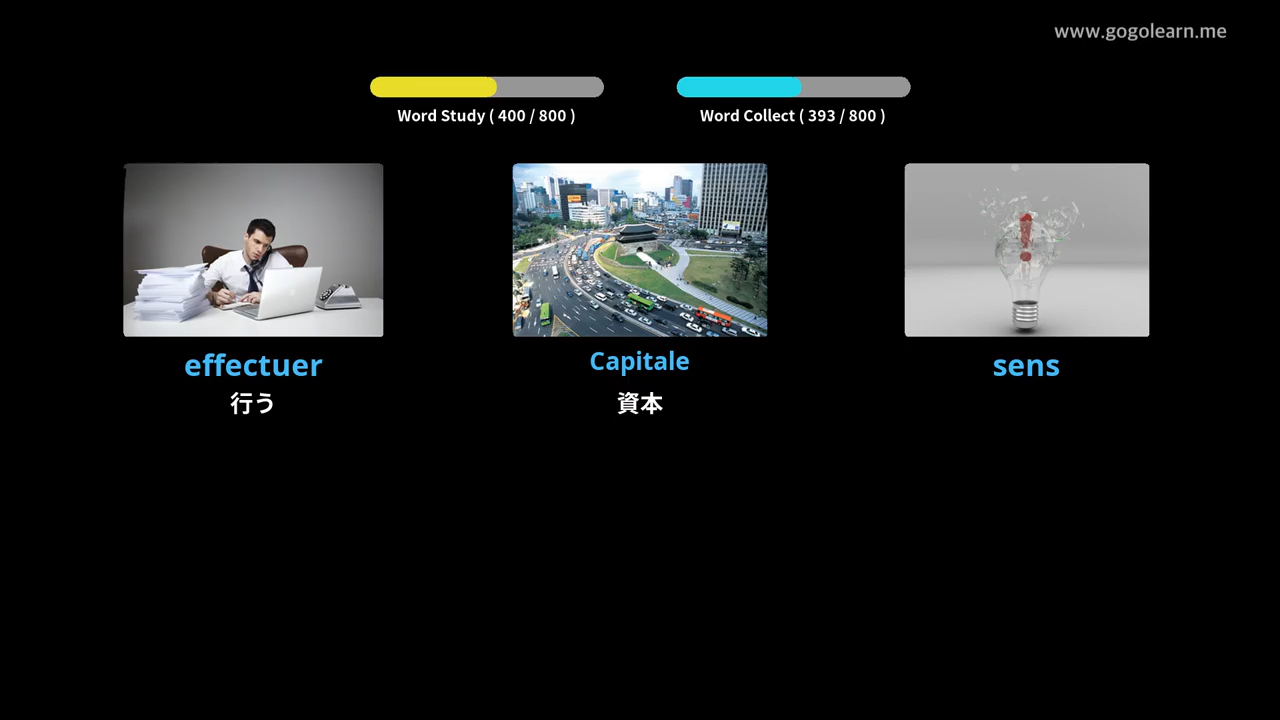 www.gogolearn.me
Word Study ( 400 / 800 )
Word Collect ( 393 / 800 )
effectuer
行う
Capitale
資本
sens